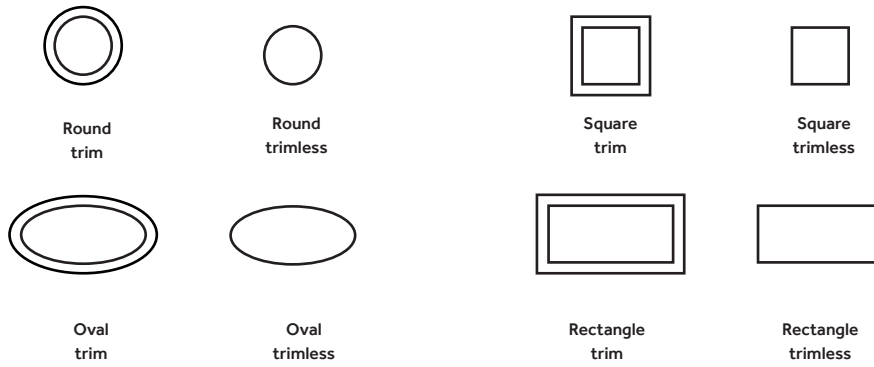 Round
trim
Round
trimless
Square
trim
Square
trimless
Oval
trim
Oval
trimless
Rectangle
trim
Rectangle
trimless